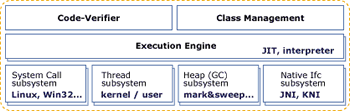 Code-Verifier
Class Management
Execution Engine
JIT, interpreter
System Call
subsystem
Linux, Win32...
Thread
subsystem
kernel / user
Heap (GC)
subsystem
mark&sweep...
Native Ifc
subsystem
JNI, KNI